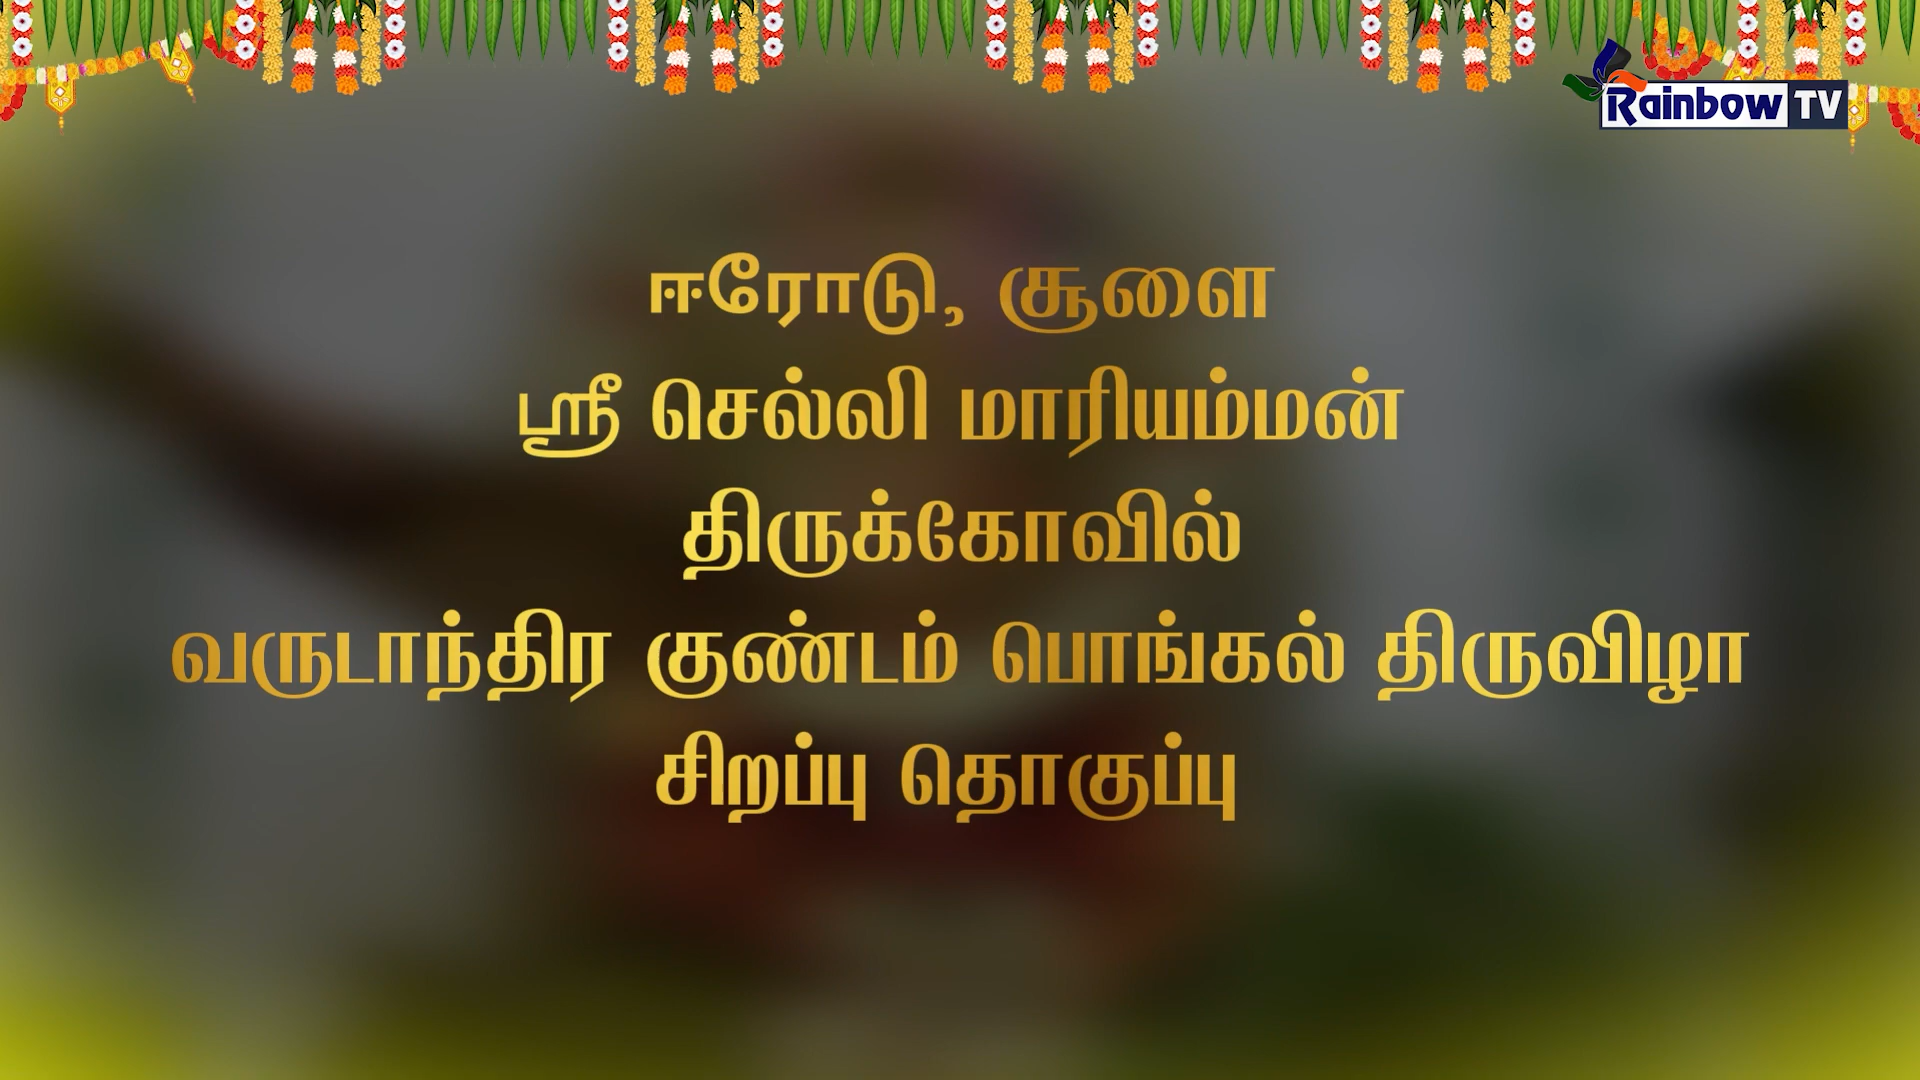 Rainbow TV
ஈரோடு, சூளை
ஸ்ரீ செல்லி மாரியம்மன்
திருக்கோவில்
வருடாந்திர குண்டம் பொங்கல் திருவிழா
சிறப்பு தொகுப்பு